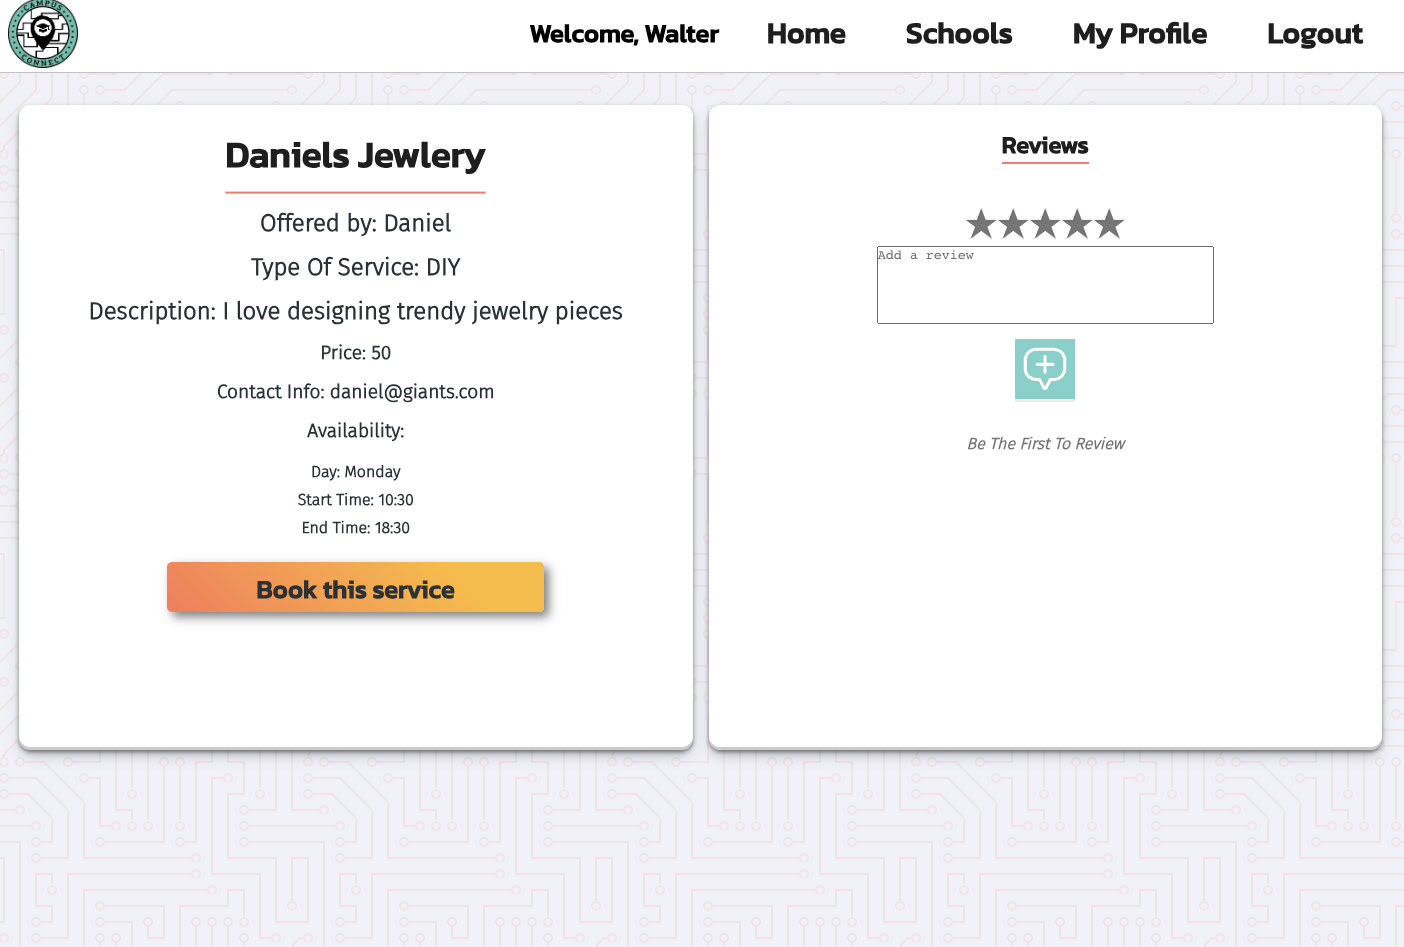 CAMPUS
CONNECT
Welcome, Walter
Home
Schools
My Profile
Logout
Daniels Jewlery
Offered by: Daniel
Type Of Service: DIY
Description: I love designing trendy jewelry pieces
Price: 50
Contact Info: daniel@giants.com
Availability:
Day: Monday
Start Time: 10:30
End Time: 18:30
Book this service
Reviews
Add a review
Be The First To Review